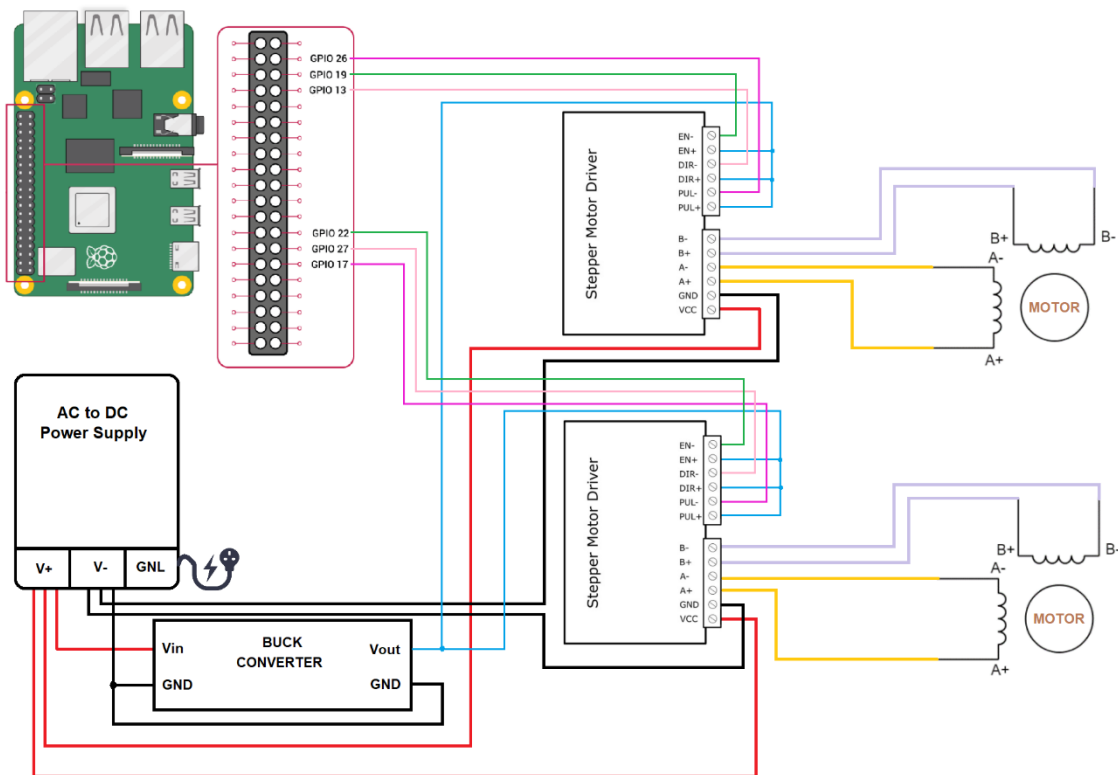 GPIO 26
GPIO 19
GPIO 13
GPIO 22
GPIO 27
GPIO 17
Stepper Motor Driver
EN-
EN+
DIR-
DIR+
PUL-
PUL+
B-
B+
A-
A+
GND
VCC
B+
B-
A-
MOTOR
A+
AC to DC
Power Supply
V+
V-
GNL
Stepper Motor Driver
EN-
EN+
DIR-
DIR+
PUL-
PUL+
B-
B+
A-
A+
GND
VCC
B+
B-
A-
MOTOR
A+
BUCK
CONVERTER
Vin
Vout
GND
GND